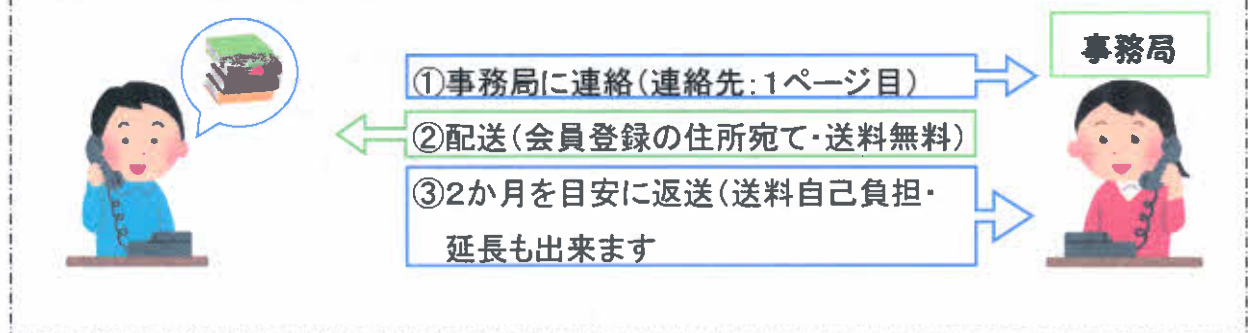 事務局
①事務局に連絡(連絡先:1ページ目)
②配送(会員登録の住所宛て・送料無料)
③2か月を目安に返送(送料自己負担・
延長も出来ます